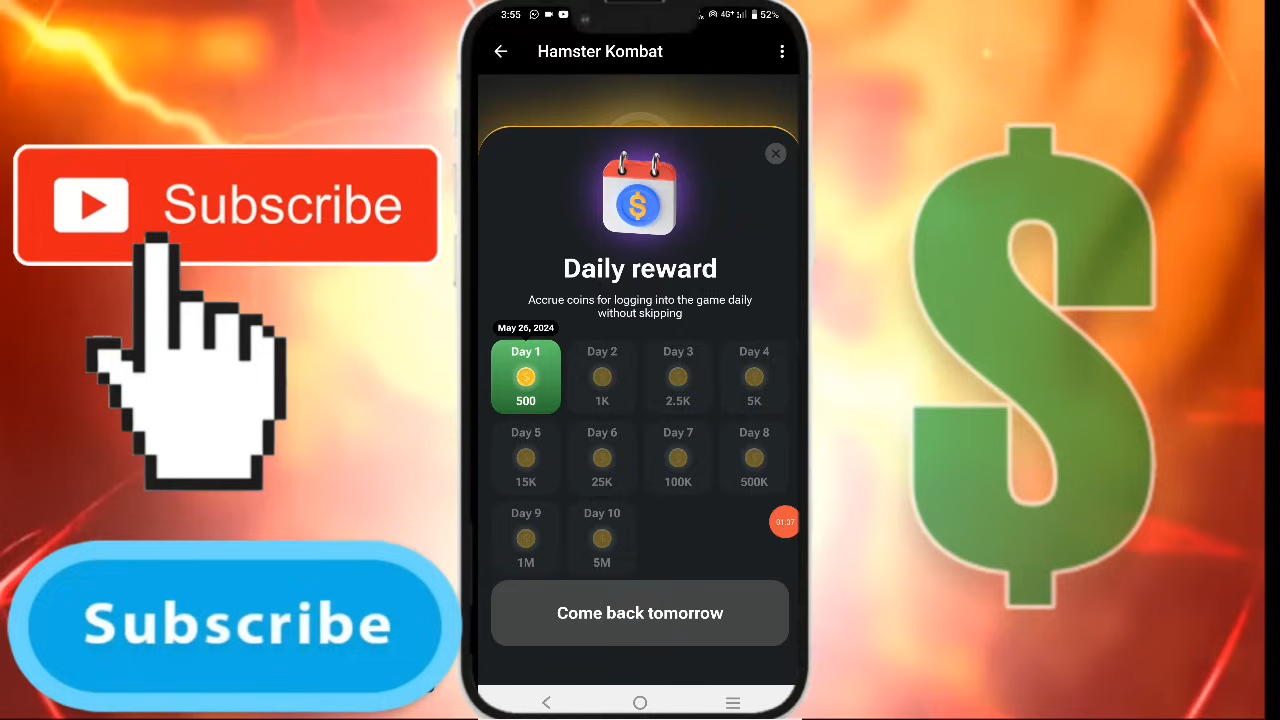 3:55
4G+
52%
Hamster Kombat
Subscribe
Daily reward
Accrue coins for logging into the game daily
without skipping
May 26, 2024
Day 1
Day 2
Day 3
Day 4
500
1K
2.5K
5K
Day 5
Day 6
Day 7
Day 8
15K
25K
100K
500K
Day 9
Day 10
01:37
1M
5M
Come back tomorrow
Subscribe